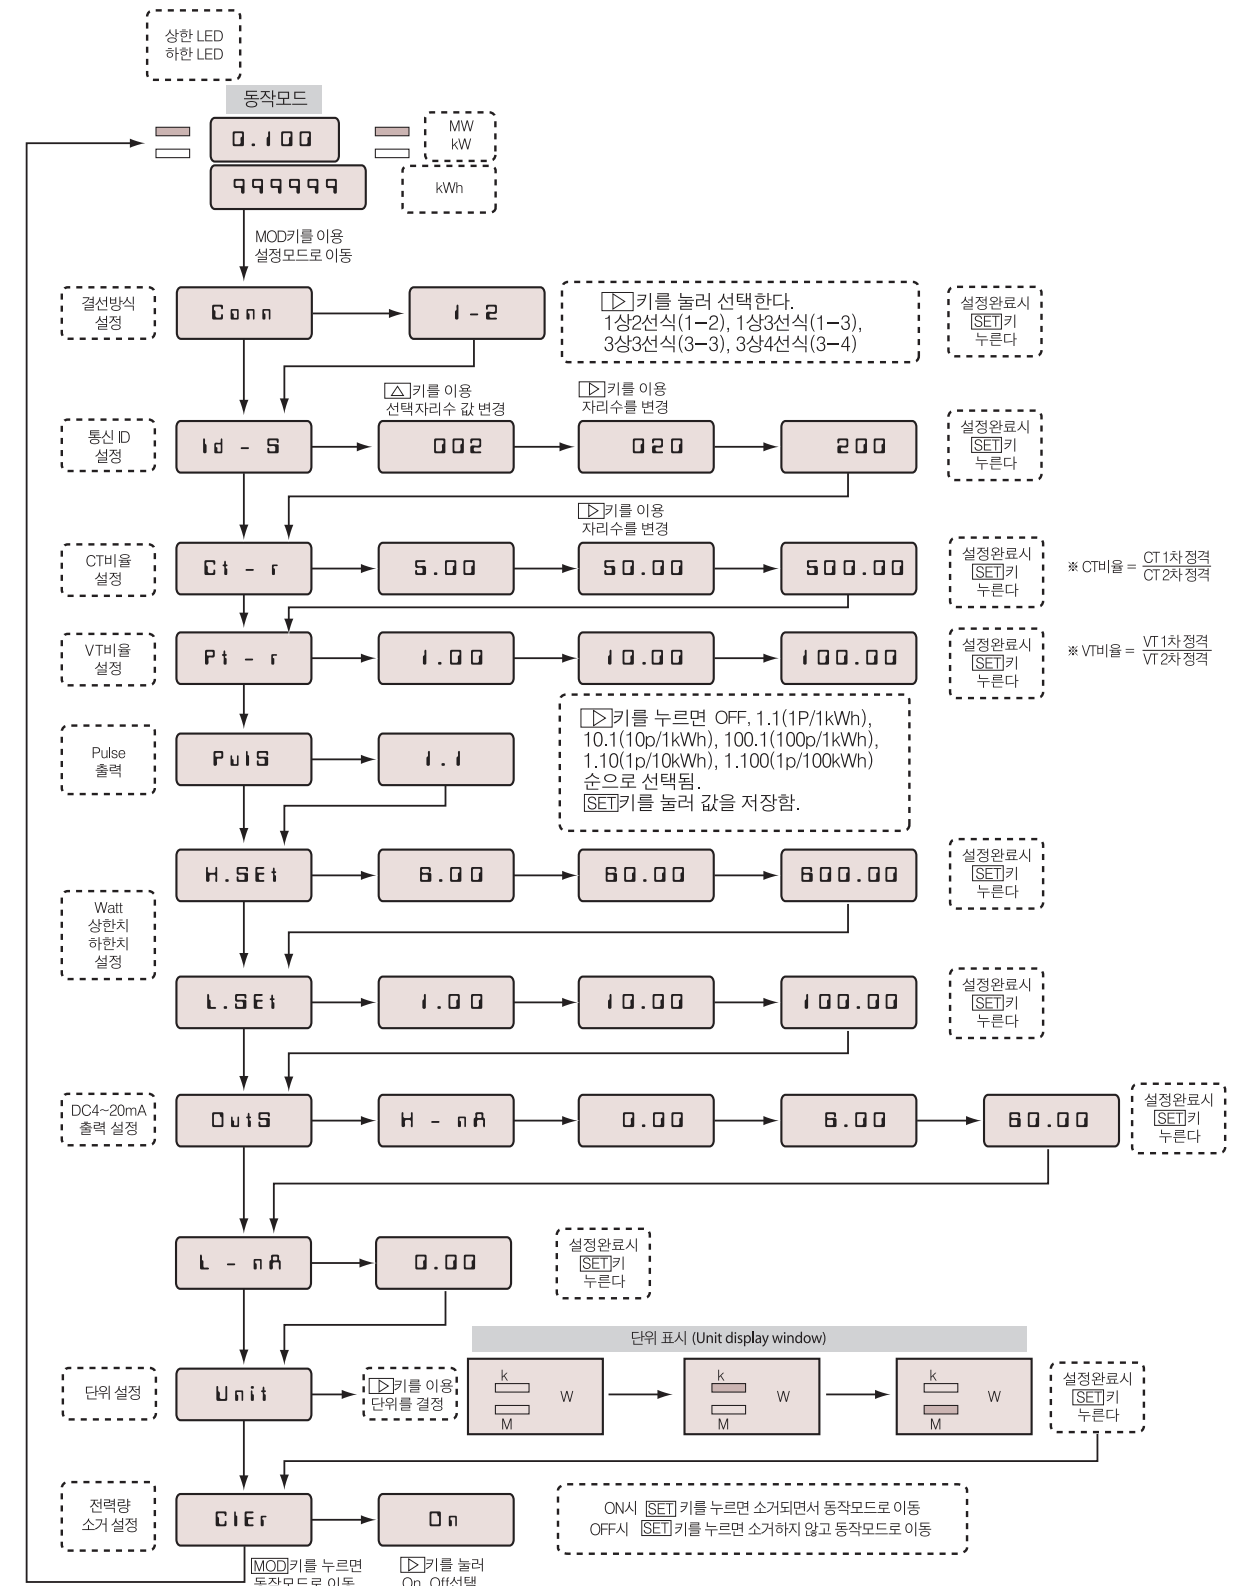 상한 LED
하한 LED
동작모드
0.100
MW
kW
999999
kWh
MOD키를 이용
설정모드로 이동
결선방식
설정
Conn
1-2
▷키를 눌러 선택한다.
1상2선식(1-2), 1상3선식(1-3),
3상3선식(3-3), 3상4선식(3-4)
설정완료시
SET키
누른다
△키를 이용
선택자리수 값 변경
▷키를 이용
자리수를 변경
통신 ID
설정
Id - S
002
020
200
설정완료시
SET키
누른다
▷키를 이용
자리수를 변경
CT비율
설정
Ct - r
5.00
50.00
500.00
설정완료시
SET키
누른다
※ CT비율 = CT 1차 정격
CT 2차 정격
VT비율
설정
Pt - r
1.00
10.00
100.00
설정완료시
SET키
누른다
※ VT비율 = VT 1차 정격
VT 2차 정격
Pulse
출력
PulS
1.1
▷키를 누르면 OFF, 1.1(1P/1kWh),
10.1(10p/1kWh), 100.1(100p/1kWh),
1.10(1p/10kWh), 1.100(1p/100kWh)
순으로 선택됨.
SET키를 눌러 값을 저장함.
Watt
상한치
하한치
설정
H.SEt
6.00
60.00
600.00
설정완료시
SET키
누른다
L.SEt
1.00
10.00
100.00
설정완료시
SET키
누른다
DC4~20mA
출력 설정
OutS
H - nA
0.00
6.00
60.00
설정완료시
SET키
누른다
L - nA
0.00
설정완료시
SET키
누른다
단위 표시 (Unit display window)
단위 설정
Unit
▷키를 이용
단위를 결정
k
W
M
k
W
M
k
W
M
설정완료시
SET키
누른다
전력량
소거 설정
ClEr
On
ON시 SET 키를 누르면 소거되면서 동작모드로 이동
OFF시 SET 키를 누르면 소거하지 않고 동작모드로 이동
MOD키를 누르면
동작모드로 이동
▷키를 눌러
On, Off선택